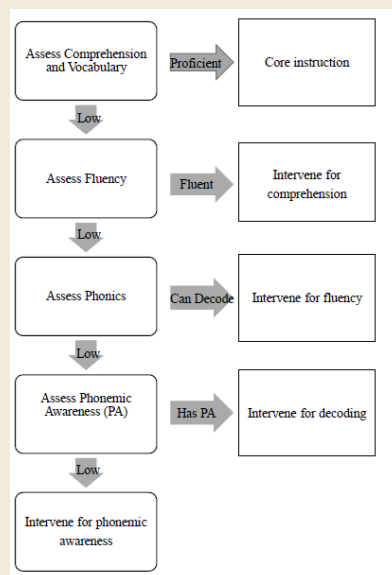 Assess Comprehension
and Vocabulary
Proficient
Core instruction
Low
Assess Fluency
Fluent
Intervene for
comprehension
Low
Assess Phonics
Can Decode
Intervene for fluency
Low
Assess Phonemic
Awareness (PA)
Has PA
Intervene for decoding
Low
Intervene for phonemic
awareness